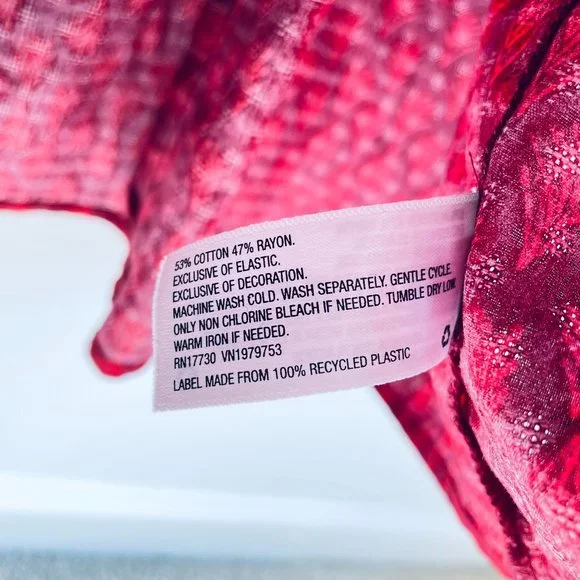 53% COTTON 47% RAYON.
EXCLUSIVE OF ELASTIC.
EXCLUSIVE OF DECORATION.
MACHINE WASH COLD. WASH SEPARATELY. GENTLE CYCLE.
ONLY NON CHLORINE BLEACH IF NEEDED. TUMBLE DRY LOW.
WARM IRON IF NEEDED.
RN17730 VN1979753
LABEL MADE FROM 100% RECYCLED PLASTIC